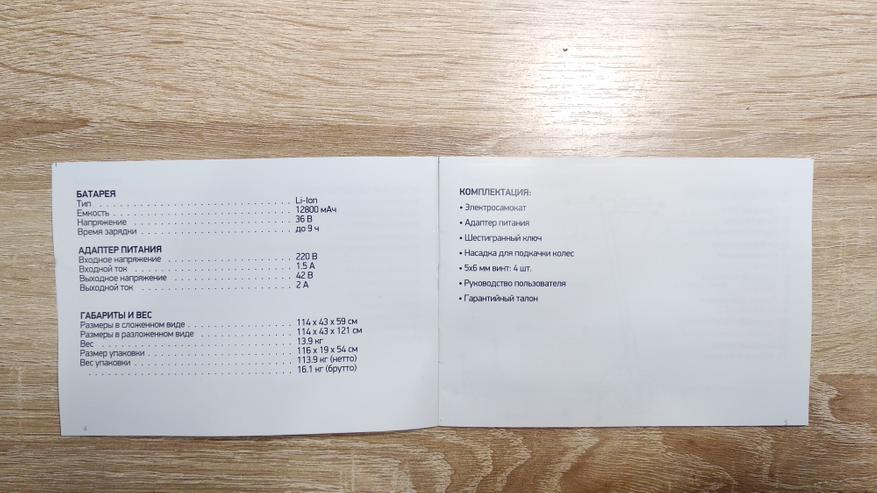 БАТАРЕЯ
Тип . . . . . . . . . . . . . . . . . . . . . . . . Li-Ion
Емкость . . . . . . . . . . . . . . . . . . . . . . 12800 мАч
Напряжение . . . . . . . . . . . . . . . . . . . . 36 В
Время зарядки . . . . . . . . . . . . . . . . . . . до 9 ч
АДАПТЕР ПИТАНИЯ
Входное напряжение . . . . . . . . . . . . . . . . 220 В
Входной ток . . . . . . . . . . . . . . . . . . . . 1.5 А
Выходное напряжение . . . . . . . . . . . . . . . . 42 В
Выходной ток . . . . . . . . . . . . . . . . . . . 2 А
ГАБАРИТЫ И ВЕС
Размеры в сложенном виде . . . . . . . . . . . . . 114 x 43 x 59 см
Размеры в разложенном виде . . . . . . . . . . . . 114 x 43 x 121 см
Вес . . . . . . . . . . . . . . . . . . . . . . . . 13.9 кг
Размер упаковки . . . . . . . . . . . . . . . . . . 116 x 19 x 54 см
Вес упаковки . . . . . . . . . . . . . . . . . . . 113.9 кг (нетто)
. . . . . . . . . . . . . . . . . . . . . . . . . . 16.1 кг (брутто)
4
КОМПЛЕКТАЦИЯ:
• Электросамокат
• Адаптер питания
• Шестигранный ключ
• Насадка для подкачки колес
• 5x6 мм винт: 4 шт.
• Руководство пользователя
• Гарантийный талон
5